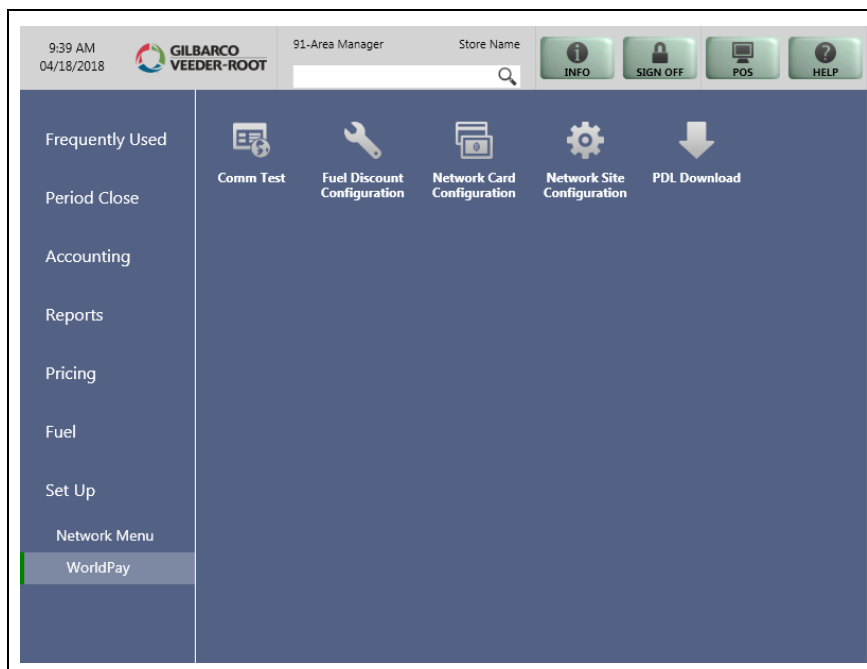 9:39 AM
04/18/2018
GILBARCO
VEEDER-ROOT
91-Area Manager
Store Name
INFO
SIGN OFF
POS
HELP
Frequently Used
Period Close
Accounting
Reports
Pricing
Fuel
Set Up
Network Menu
WorldPay
Comm Test
Fuel Discount
Configuration
Network Card
Configuration
Network Site
Configuration
PDL Download